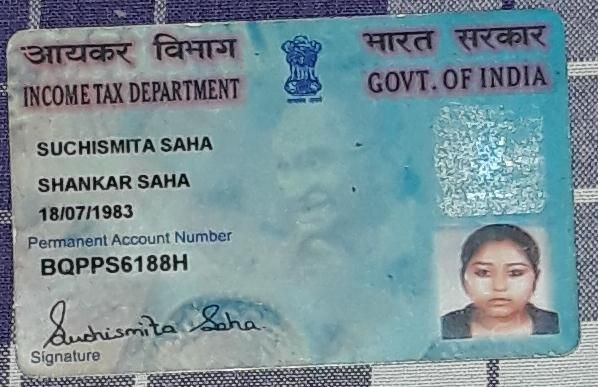 आयकर विभाग
भारत सरकार
INCOME TAX DEPARTMENT
GOVT. OF INDIA
SUCHISMITA SAHA
SHANKAR SAHA
18/07/1983
Permanent Account Number
BQPPS6188H
Suchismita Saha.
Signature